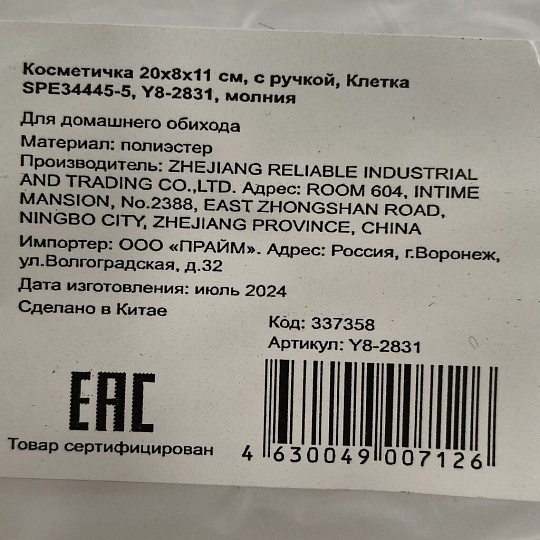 Косметичка 20х8х11 см, с ручкой, Клетка
SPE34445-5, Y8-2831, молния
Для домашнего обихода
Материал: полиэстер
Производитель: ZHEJIANG RELIABLE INDUSTRIAL
AND TRADING CO.,LTD. Адрес: ROOM 604, INTIME
MANSION, No.2388, EAST ZHONGSHAN ROAD,
NINGBO CITY, ZHEJIANG PROVINCE, CHINA
Импортер: ООО «ПРАЙМ». Адрес: Россия, г.Воронеж,
ул.Волгоградская, д.32
Дата изготовления: июль 2024
Сделано в Китае
Код: 337358
Артикул: Y8-2831
EAC
Товар сертифицирован
4 630049 007126